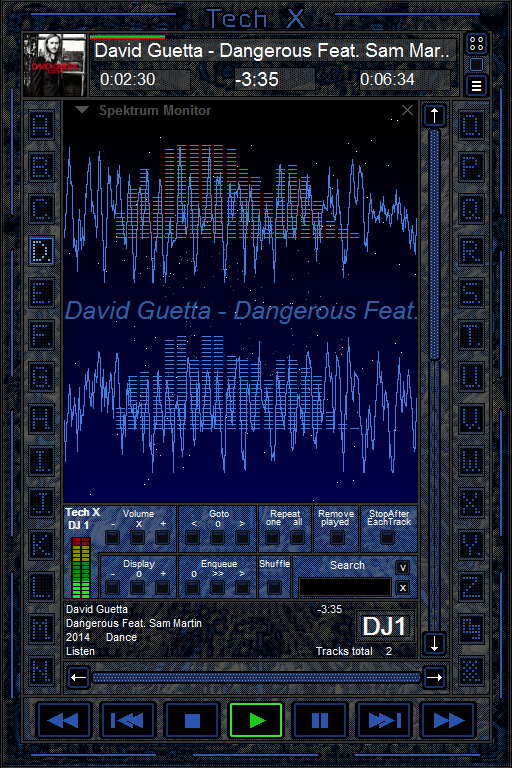 Tech X
David Guetta - Dangerous Feat. Sam Mar..
0:02:30 -3:35 0:06:34
Spektrum Monitor
A
B
C
D
E
F
G
H
I
J
K
L
M
N
O
P
Q
R
S
T
U
V
W
X
Y
Z
David Guetta - Dangerous Feat.
Tech X
DJ 1
Volume
- X +
Goto
< 0 >
Repeat
one all
Remove
played
StopAfter
EachTrack
Display
- 0 +
Enqueue
0 >> >
Shuffle
Search
v
x
David Guetta -3:35
Dangerous Feat. Sam Martin
2014 Dance
Listen
DJ1
Tracks total 2